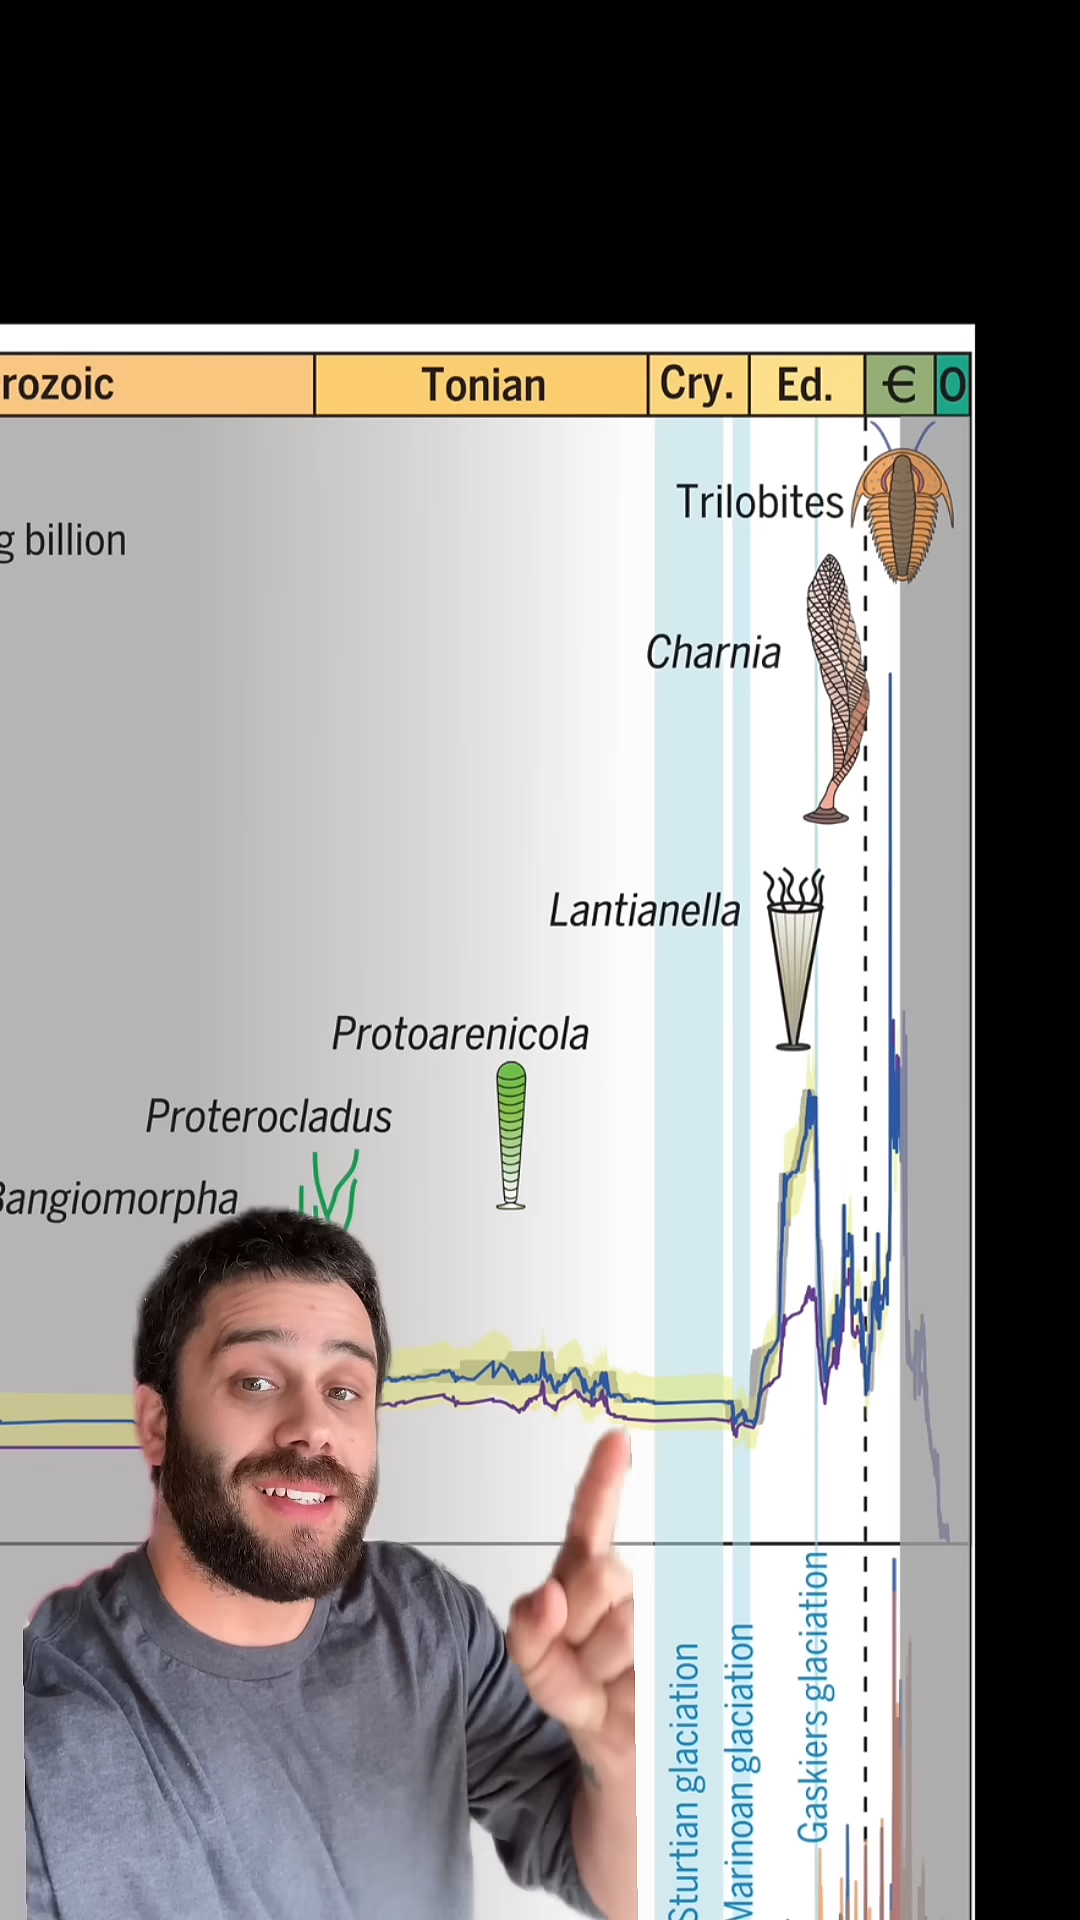 rozoic
Tonian
Cry.
Ed.
Є
O
Trilobites
g billion
Charnia
Lantianella
Protoarenicola
Proterocladus
Bangiomorpha
Sturtian glaciation
Marinoan glaciation
Gaskiers glaciation